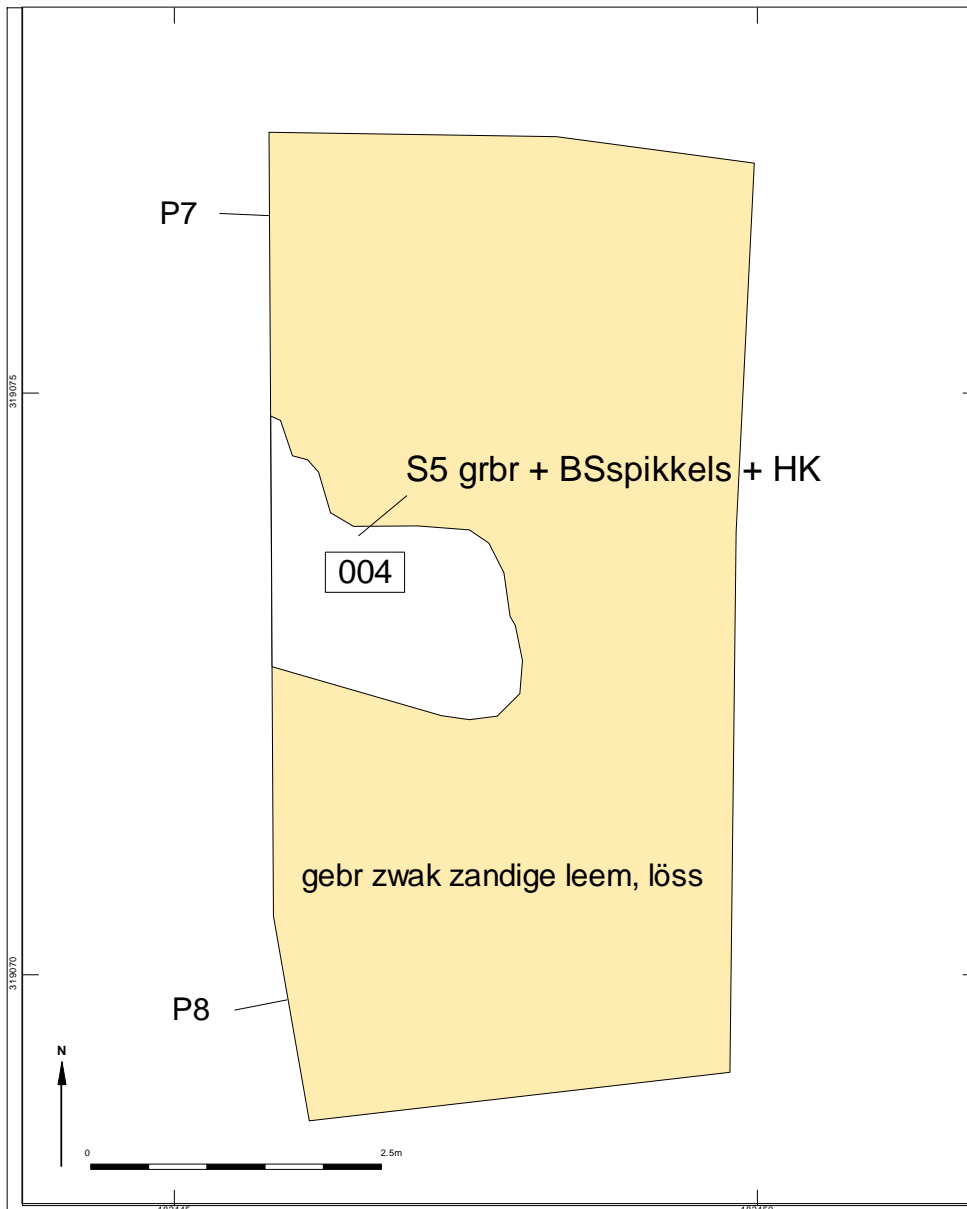 P7
319075
S5 grbr + BSspikkels + HK
004
gebr zwak zandige leem, löss
319070
P8
N
0 2.5m